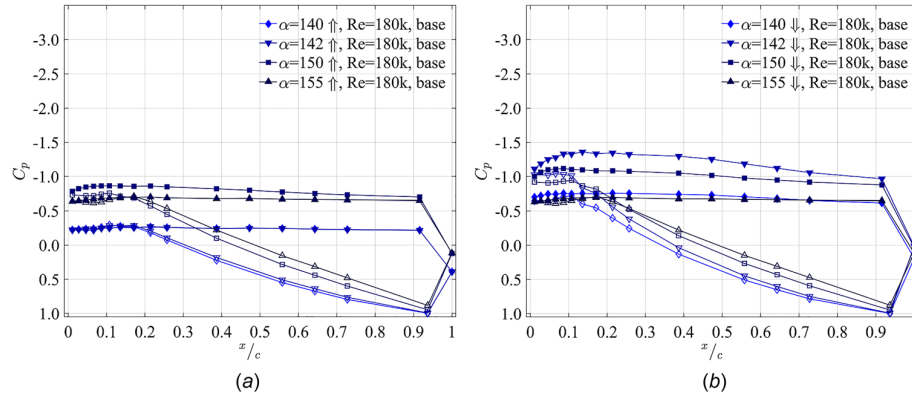 (a)
(b)
-3.0
-2.5
-2.0
-1.5
-1.0
-0.5
0.0
0.5
1.0
C_p
α=140 ⇑, Re=180k, base
α=142 ⇑, Re=180k, base
α=150 ⇑, Re=180k, base
α=155 ⇑, Re=180k, base
0 0.1 0.2 0.3 0.4 0.5 0.6 0.7 0.8 0.9 1
x/c
(a)
-3.0
-2.5
-2.0
-1.5
-1.0
-0.5
0.0
0.5
1.0
C_p
α=140 ⇓, Re=180k, base
α=142 ⇓, Re=180k, base
α=150 ⇓, Re=180k, base
α=155 ⇓, Re=180k, base
0 0.1 0.2 0.3 0.4 0.5 0.6 0.7 0.8 0.9
x/c
(b)